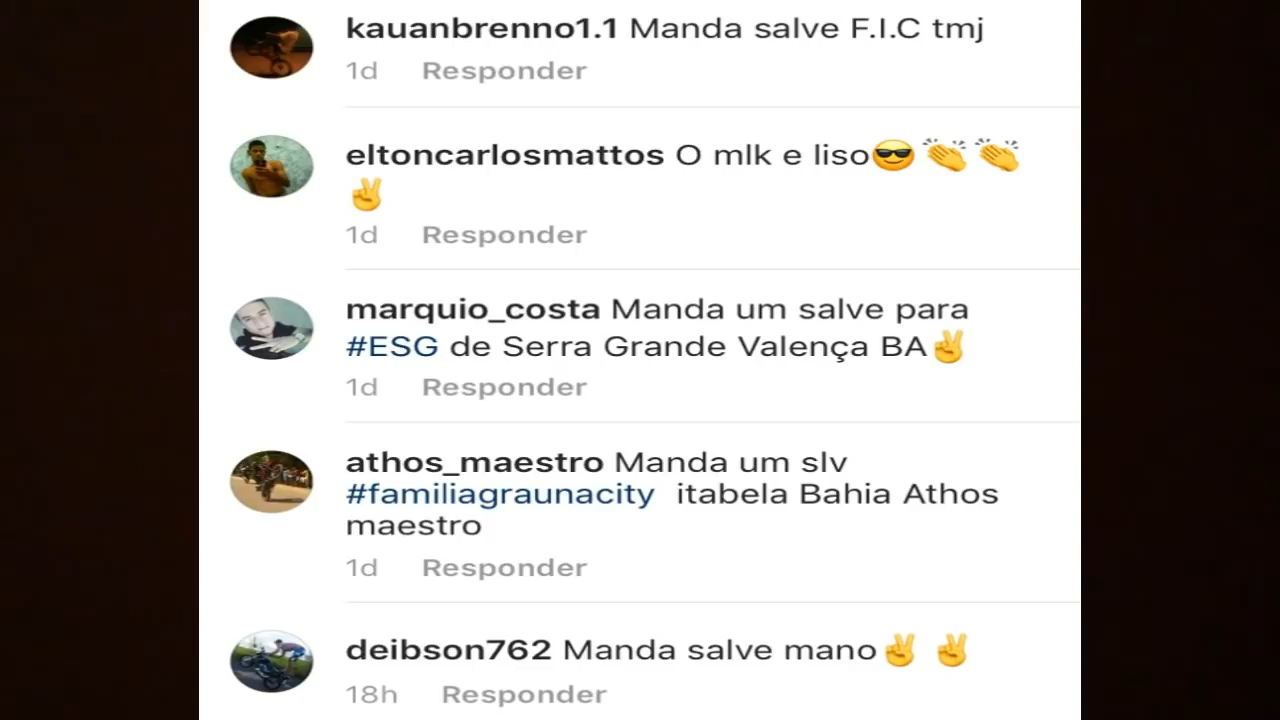 kauanbrenno1.1 Manda salve F.I.C tmj
1d Responder
eltoncarlosmattos O mlk e liso😎👏👏
✌
1d Responder
marquio_costa Manda um salve para
#ESG de Serra Grande Valença BA✌
1d Responder
athos_maestro Manda um slv
#familiagraunacity itabela Bahia Athos
maestro
1d Responder
deibson762 Manda salve mano✌ ✌
18h Responder